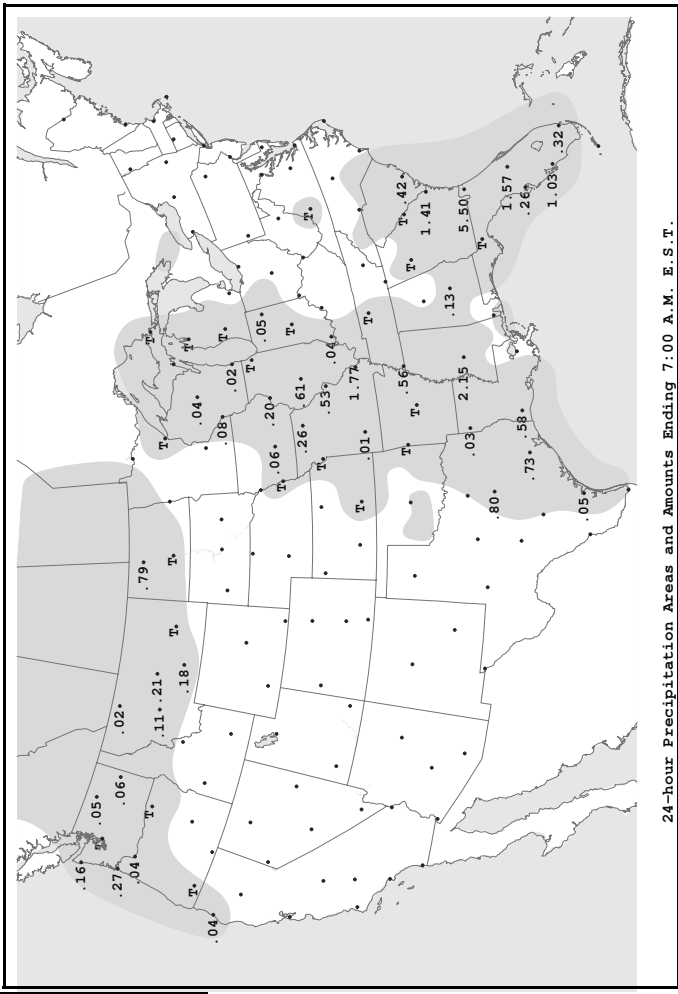 .16
.05
T
.27
.06
.02
.04
T
.79
T
.11
.21
T
T
T
.18
T
T
.04
.04
.08
T
.02
T
.05
.20
.06
T
T
.26
.61
T
T
.53
.04
T
1.77
.01
T
.56
.42
T
T
T
T
1.41
.13
2.15
5.50
.03
T
.80
1.57
.58
.26
.73
1.03
.32
.05
24-hour Precipitation Areas and Amounts Ending 7:00 A.M. E.S.T.